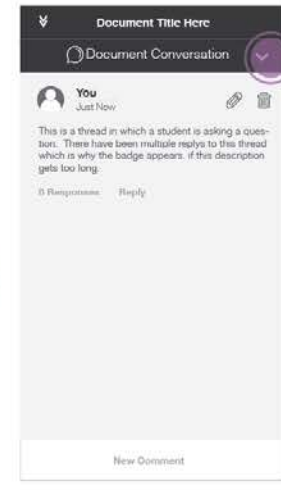 Document Title Here
Document Conversation
You
Just Now
This is a thread in which a student is asking a ques-
tion. There have been multiple replys to this thread
which is why the badge appears. if this description
gets too long.
Responses Reply
New Comment